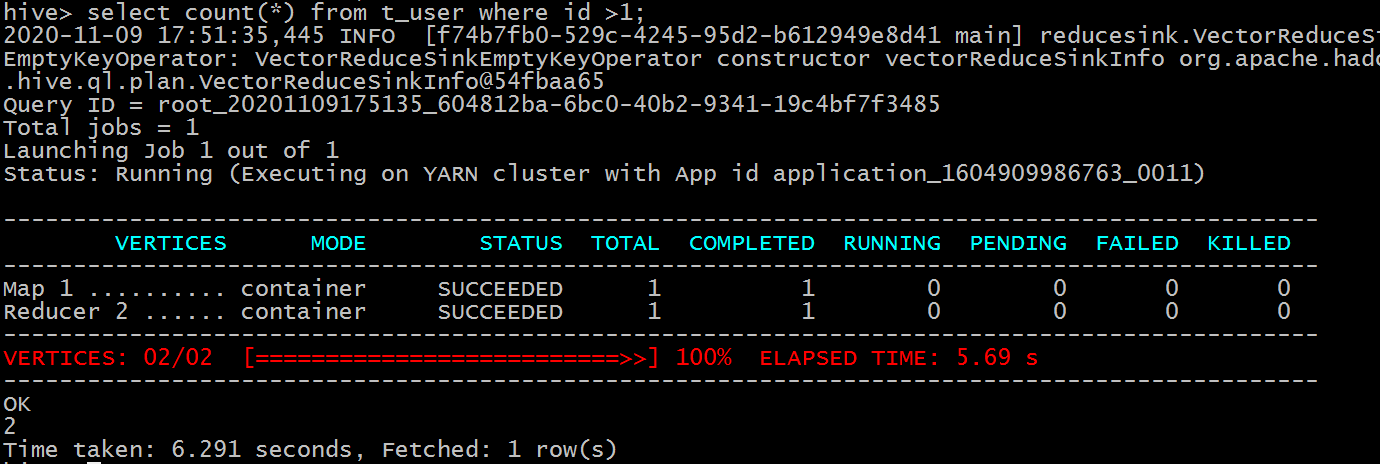 hive> select count(*) from t_user where id >1;
2020-11-09 17:51:35,445 INFO  [f74b7fb0-529c-4245-95d2-b612949e8d41 main] reducesink.VectorReduceS
EmptyKeyOperator: VectorReduceSinkEmptyKeyOperator constructor vectorReduceSinkInfo org.apache.had
.hive.ql.plan.VectorReduceSinkInfo@54fbaa65
Query ID = root_20201109175135_604812ba-6bc0-40b2-9341-19c4bf7f3485
Total jobs = 1
Launching Job 1 out of 1
Status: Running (Executing on YARN cluster with App id application_1604909986763_0011)
----------------------------------------------------------------------------------------------
        VERTICES      MODE        STATUS  TOTAL  COMPLETED  RUNNING  PENDING  FAILED  KILLED
----------------------------------------------------------------------------------------------
Map 1 .......... container     SUCCEEDED      1          1        0        0       0       0
Reducer 2 ...... container     SUCCEEDED      1          1        0        0       0       0
----------------------------------------------------------------------------------------------
VERTICES: 02/02  [==========================>>] 100%  ELAPSED TIME: 5.69 s
----------------------------------------------------------------------------------------------
OK
2
Time taken: 6.291 seconds, Fetched: 1 row(s)